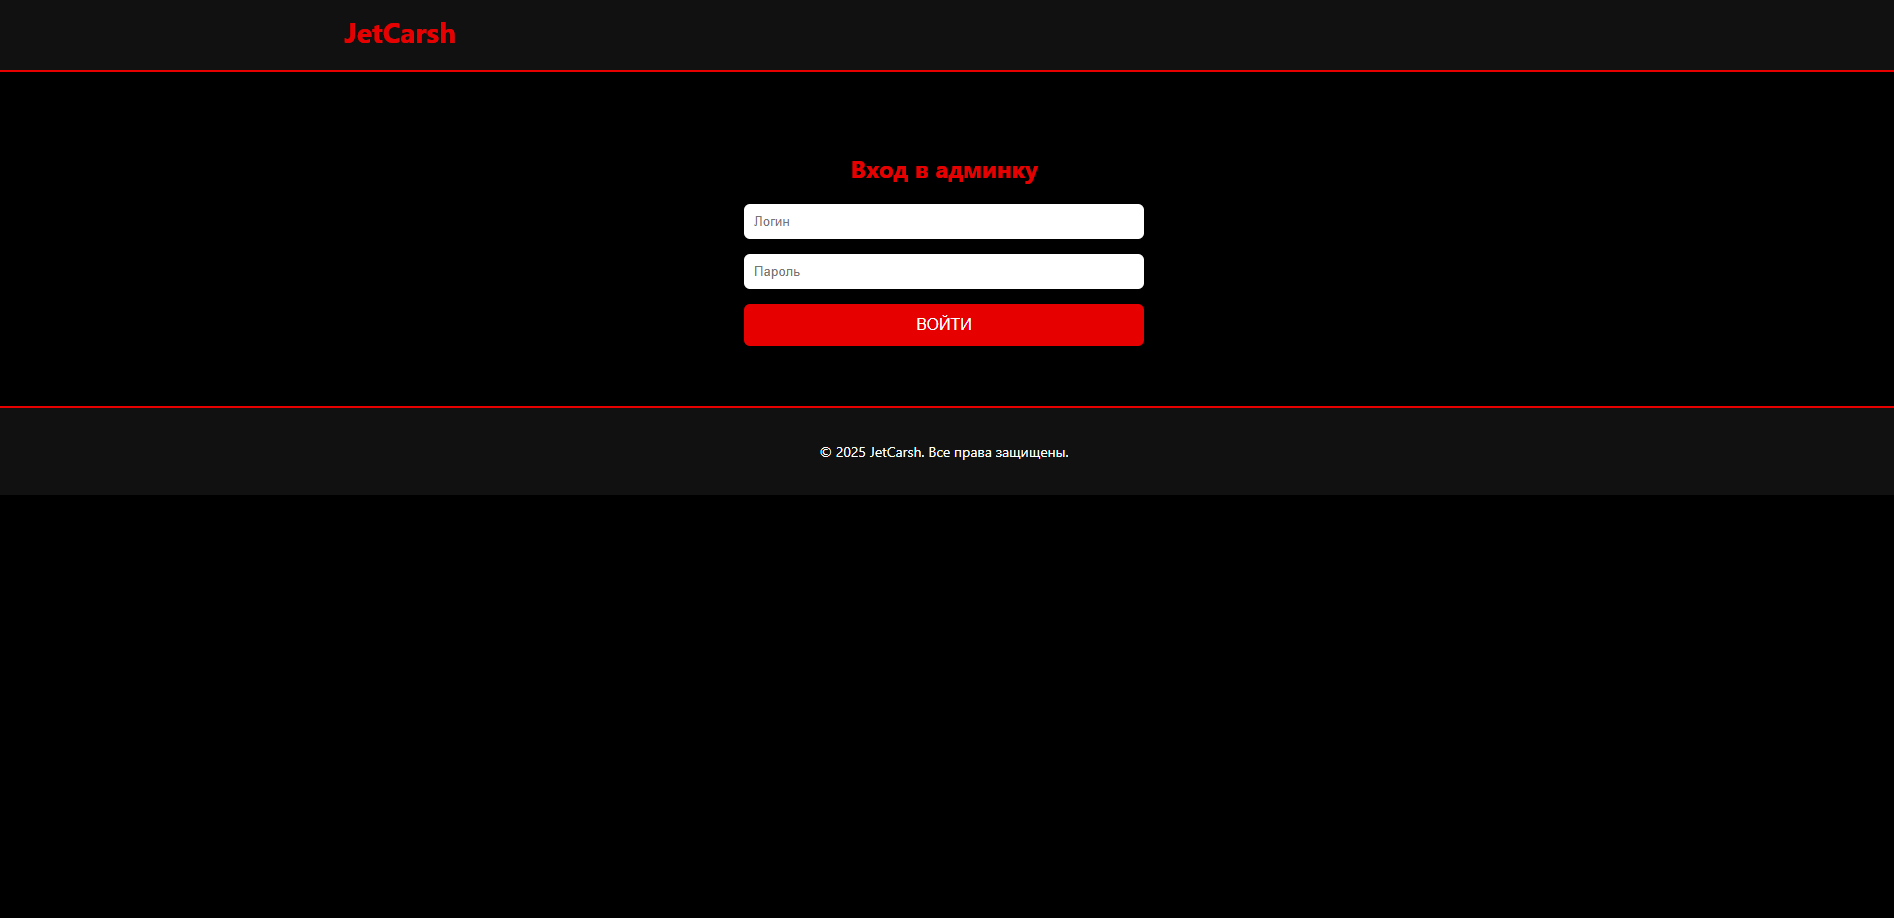 JetCarsh
Вход в админку
Логин
Пароль
ВОЙТИ
© 2025 JetCarsh. Все права защищены.